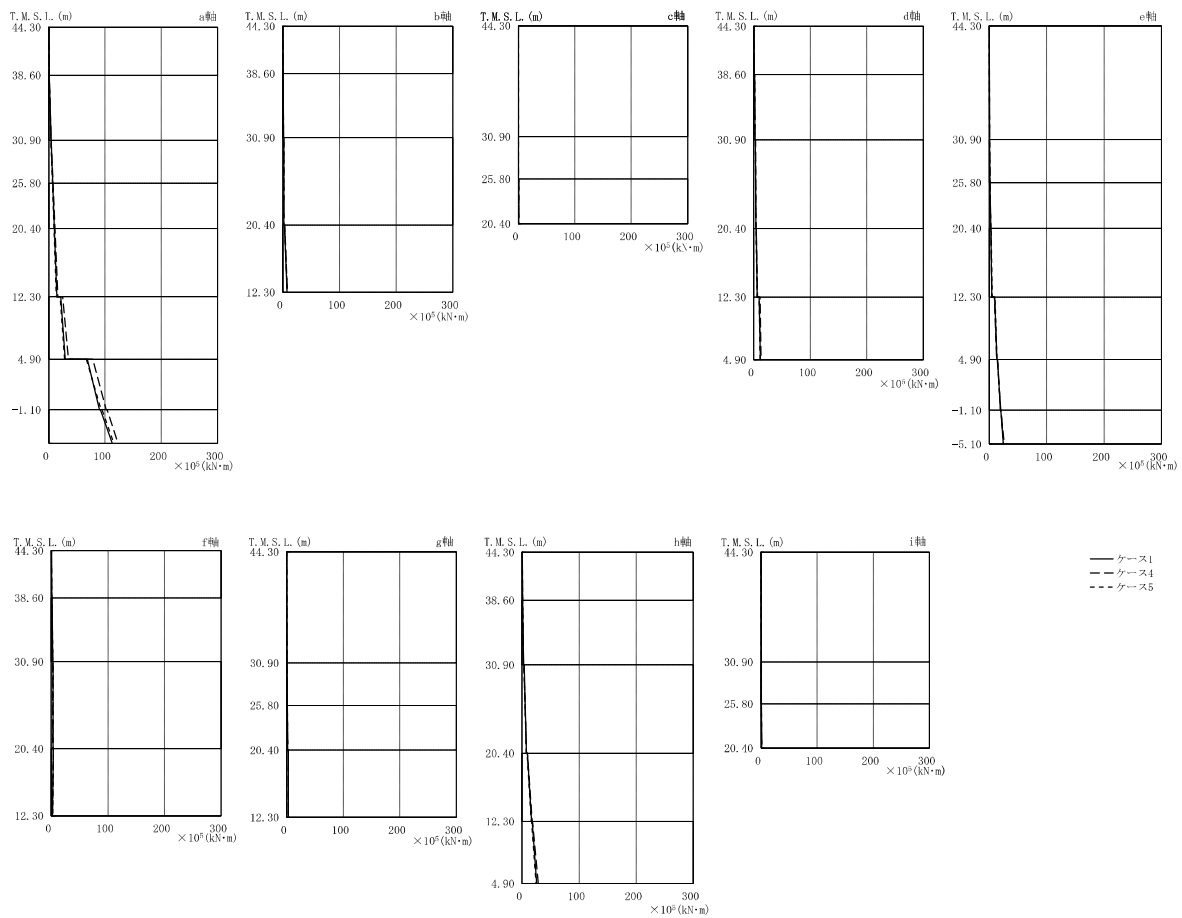 T.M.S.L.(m) a軸
44.30
38.60
30.90
25.80
20.40
12.30
4.90
-1.10
0 100 200 300
×10⁵(kN·m)
T.M.S.L.(m) b軸
44.30
38.60
30.90
20.40
12.30
0 100 200 300
×10⁵(kN·m)
T.M.S.L.(m) c軸
44.30
30.90
25.80
20.40
0 100 200 300
×10⁵(kN·m)
T.M.S.L.(m) d軸
44.30
38.60
30.90
20.40
12.30
4.90
0 100 200 300
×10⁵(kN·m)
T.M.S.L.(m) e軸
44.30
30.90
25.80
20.40
12.30
4.90
-1.10
-5.10
0 100 200 300
×10⁵(kN·m)
T.M.S.L.(m) f軸
44.30
38.60
30.90
20.40
12.30
0 100 200 300
×10⁵(kN·m)
T.M.S.L.(m) g軸
44.30
30.90
25.80
20.40
12.30
0 100 200 300
×10⁵(kN·m)
T.M.S.L.(m) h軸
44.30
38.60
30.90
20.40
12.30
4.90
0 100 200 300
×10⁵(kN·m)
T.M.S.L.(m) i軸
44.30
30.90
25.80
20.40
0 100 200 300
×10⁵(kN·m)
ケース1
ケース4
ケース5